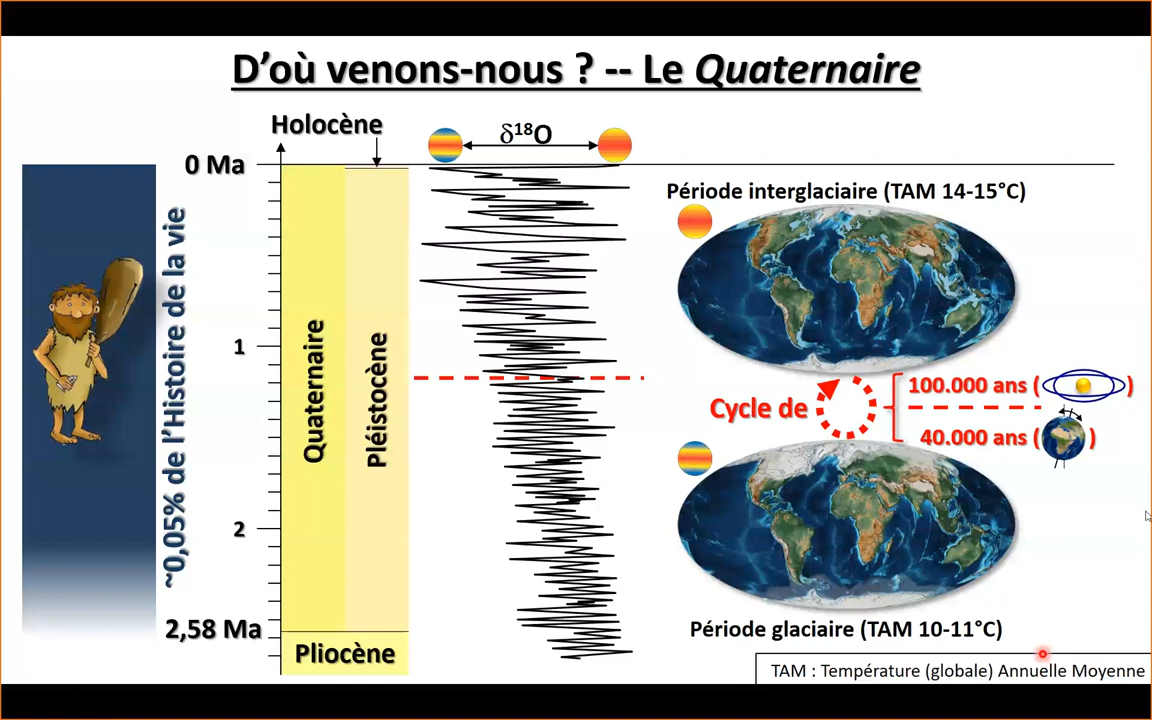 D'où venons-nous ? -- Le Quaternaire
Holocène
δ18O
0 Ma
1
2
2,58 Ma
~0,05% de l'Histoire de la vie
Quaternaire
Pléistocène
Pliocène
Période interglaciaire (TAM 14-15°C)
Cycle de
100.000 ans ( )
40.000 ans ( )
Période glaciaire (TAM 10-11°C)
TAM : Température (globale) Annuelle Moyenne